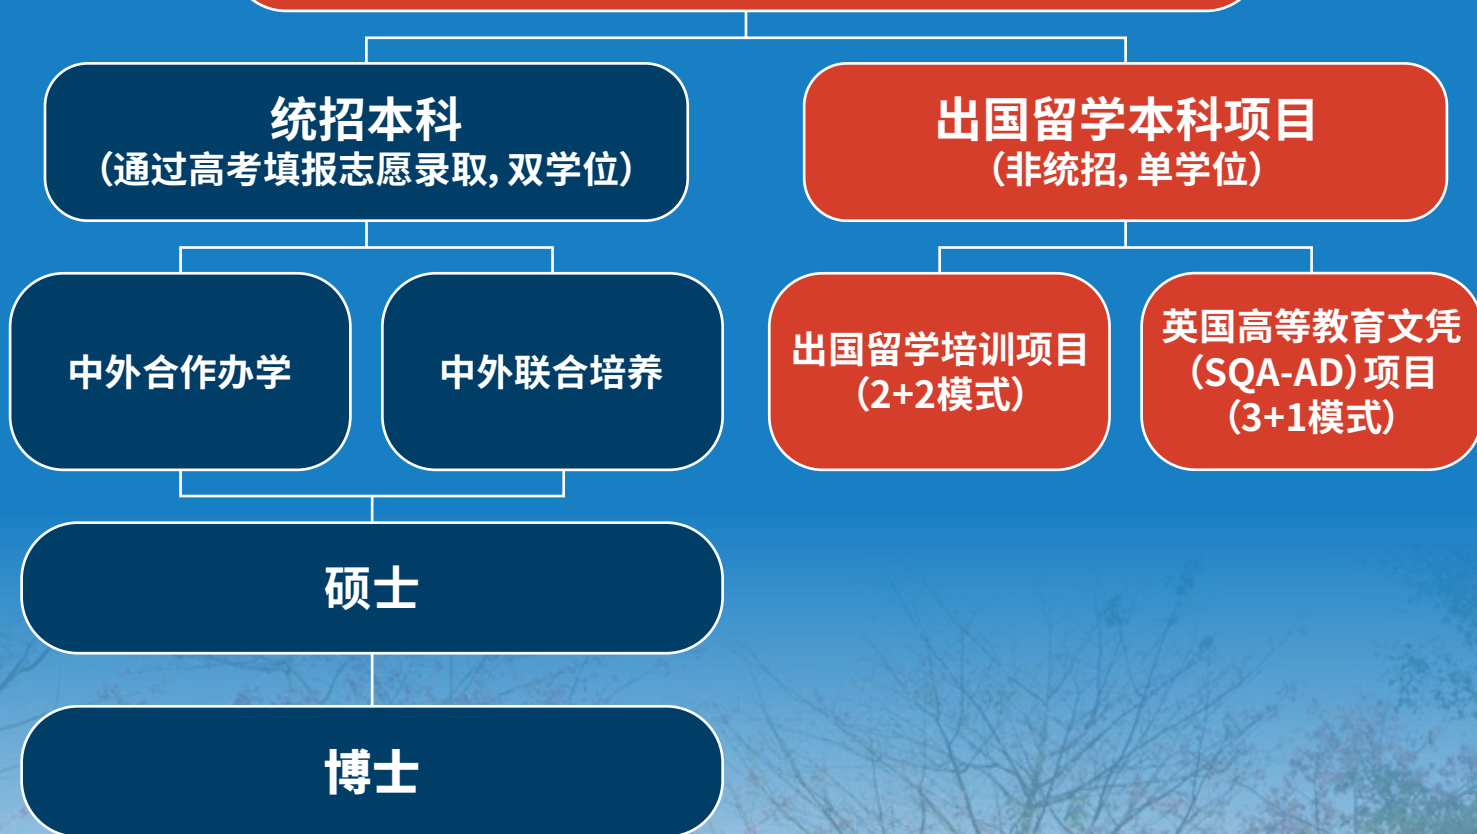 统招本科
（通过高考填报志愿录取，双学位）
出国留学本科项目
（非统招，单学位）
中外合作办学
中外联合培养
出国留学培训项目
（2+2模式）
英国高等教育文凭
（SQA-AD）项目
（3+1模式）
硕士
博士